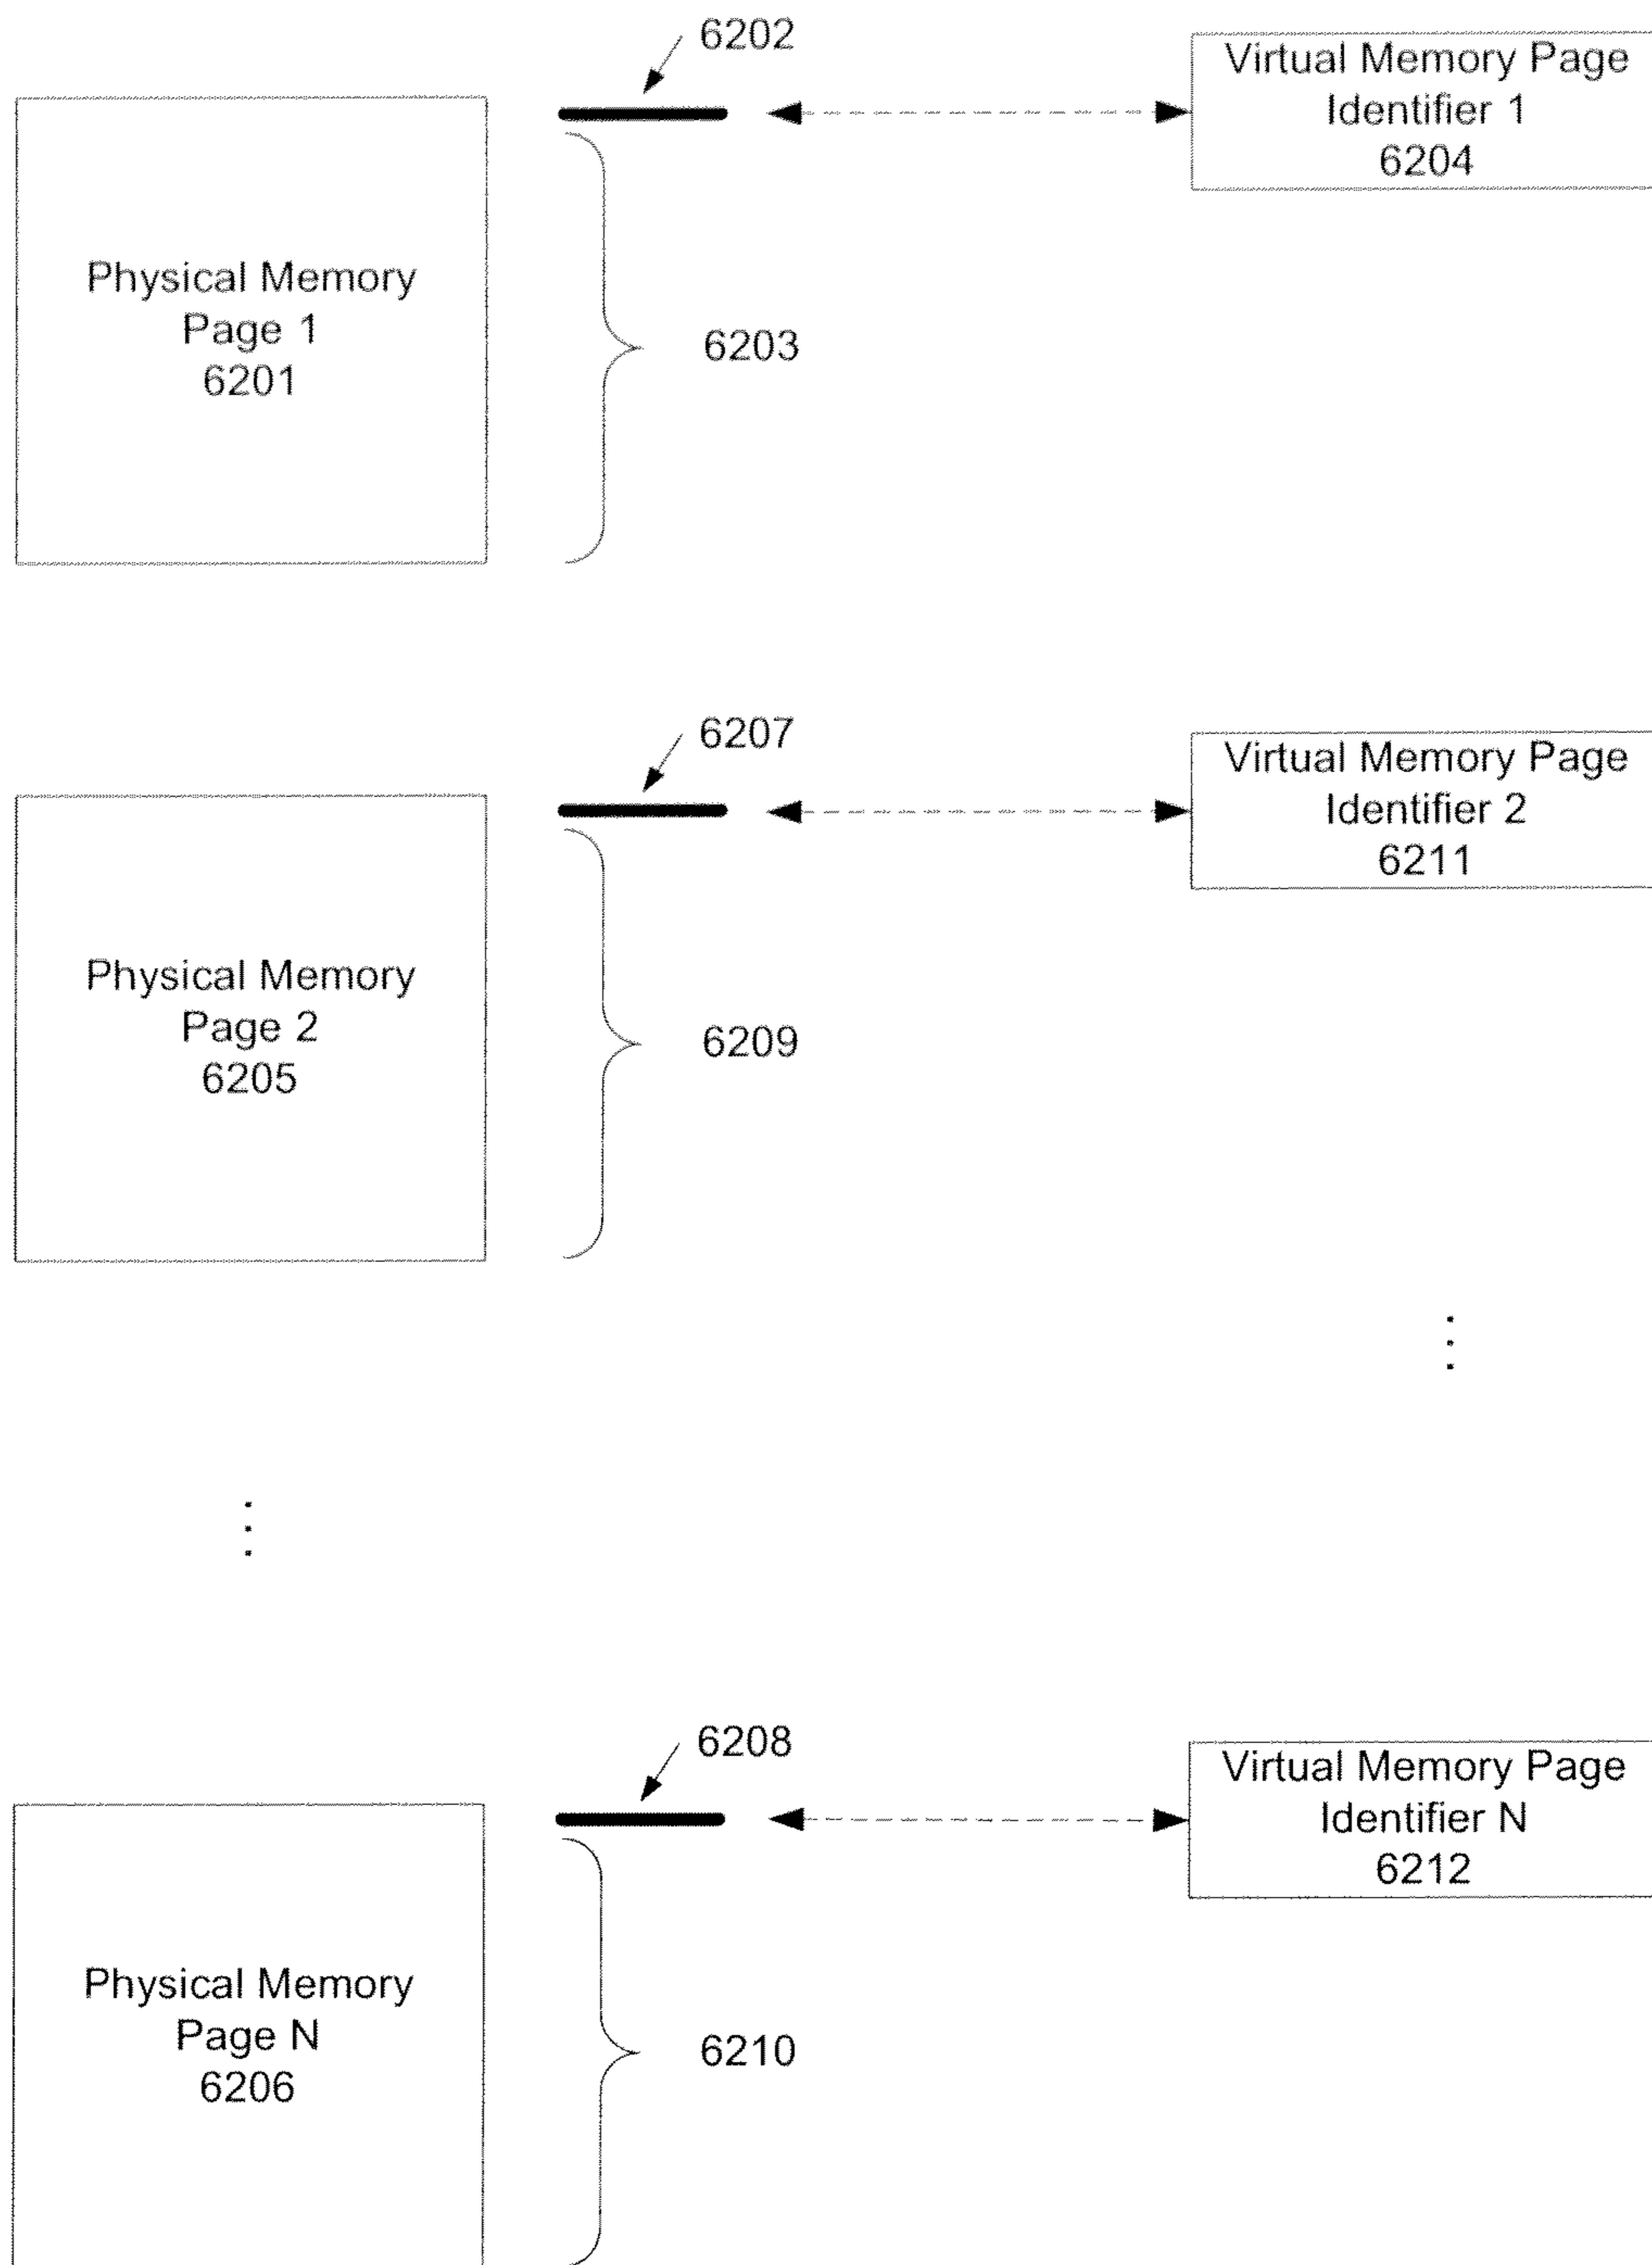 6202
Virtual Memory Page
Identifier 1
6204
Physical Memory
Page 1
6201
6203
6207
Virtual Memory Page
Identifier 2
6211
Physical Memory
Page 2
6205
6209
6208
Virtual Memory Page
Identifier N
6212
Physical Memory
Page N
6206
6210